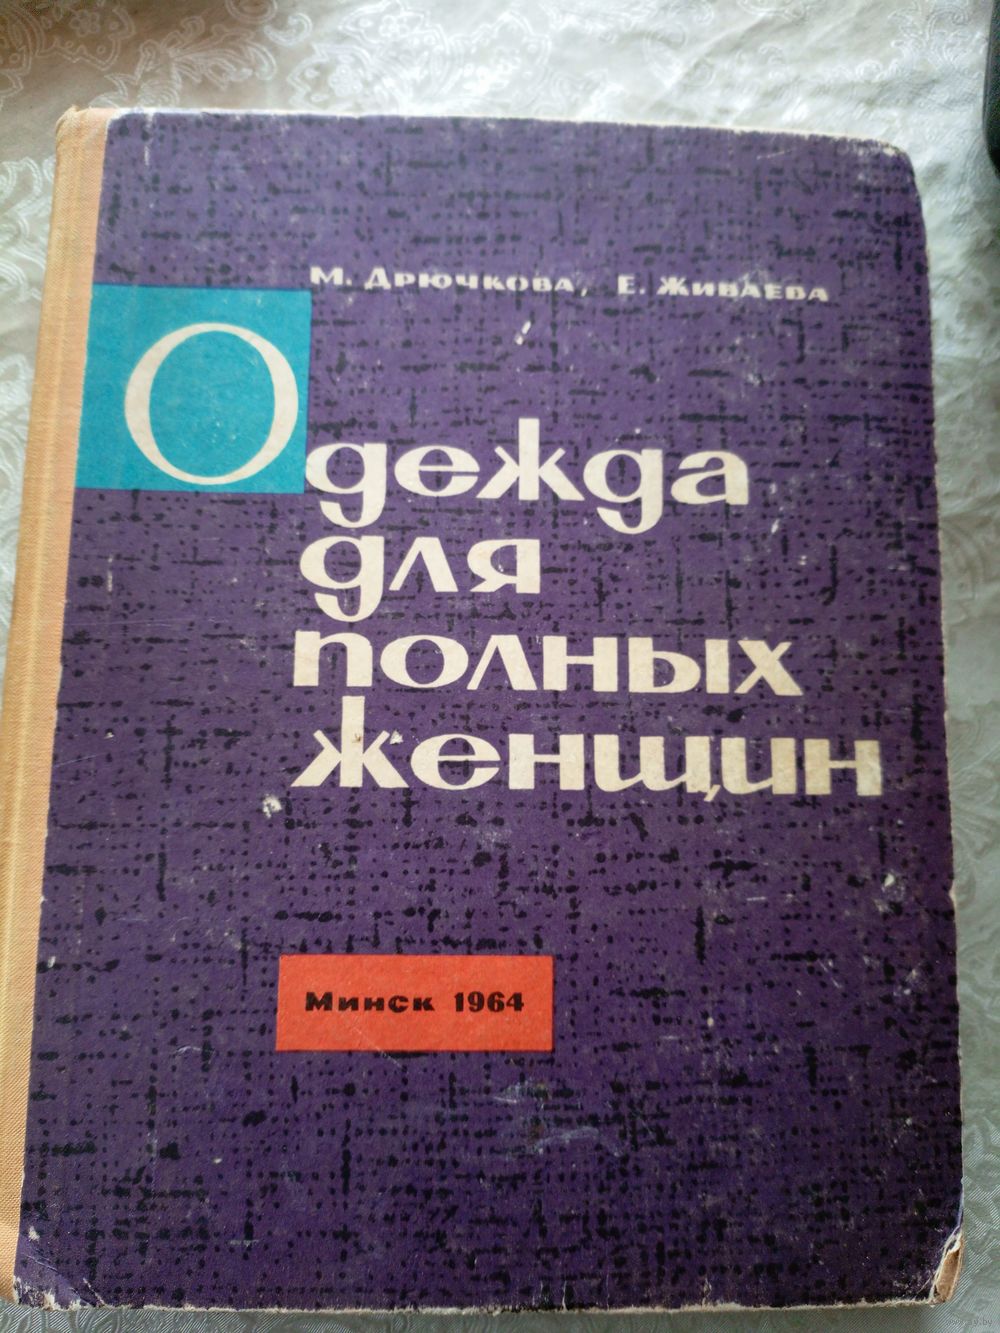 М. Дрючкова, Е. Живаева
Одежда
для
полных
женщин
Минск 1964